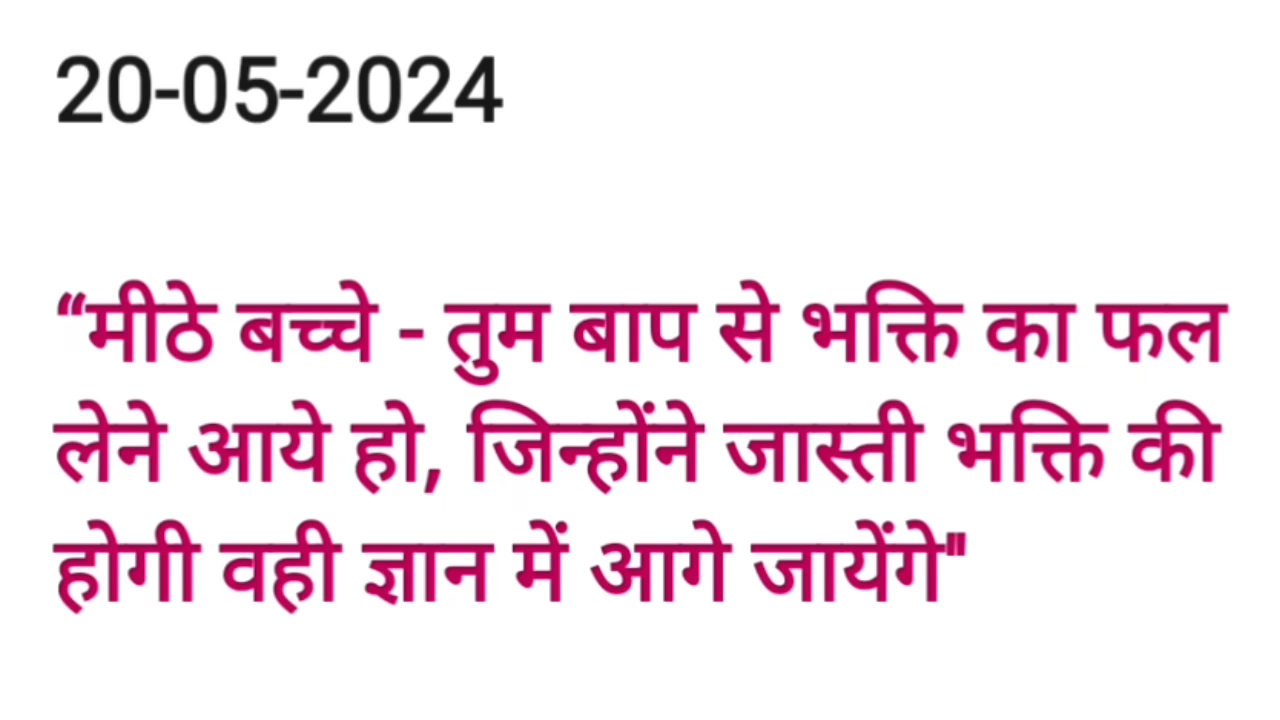 20-05-2024
“मीठे बच्चे - तुम बाप से भक्ति का फल
लेने आये हो, जिन्होंने जास्ती भक्ति की
होगी वही ज्ञान में आगे जायेंगे"